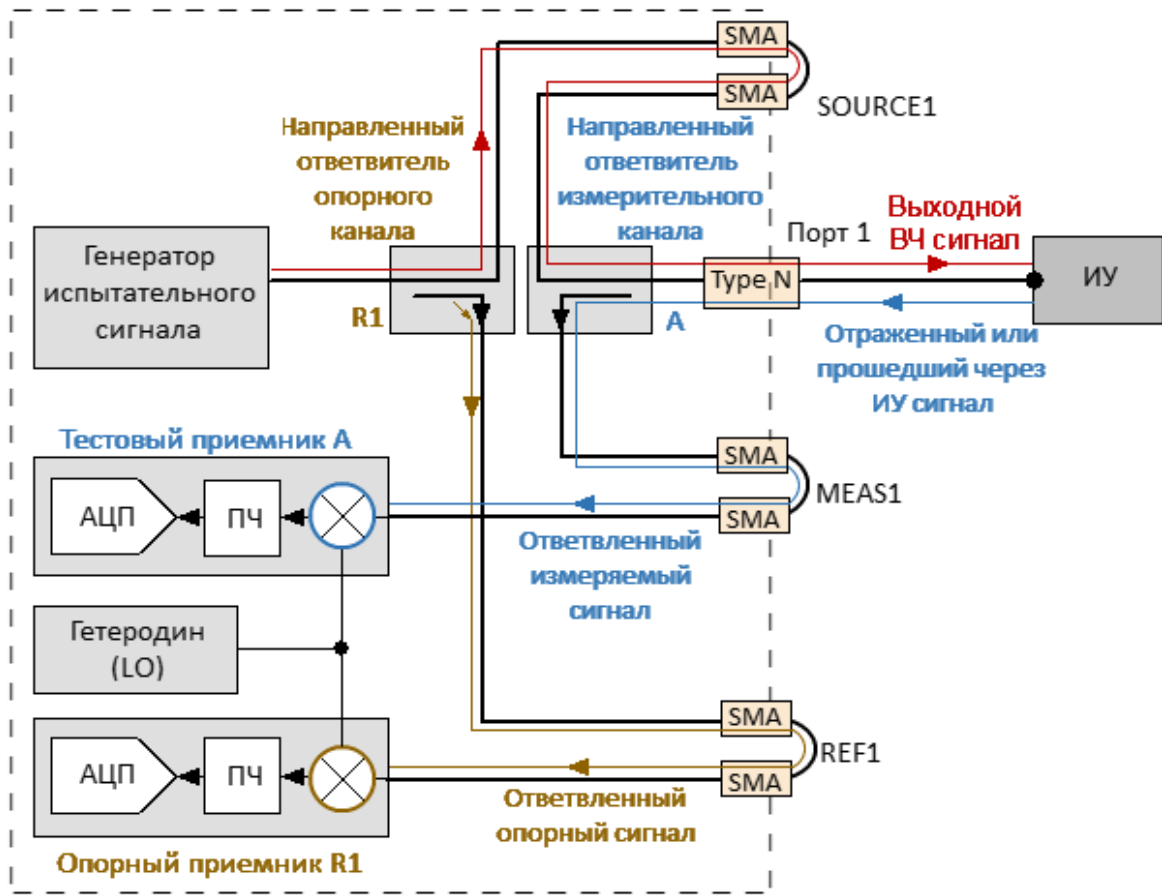 SMA
SMA
SOURCE1
Направленный
ответвитель
опорного
канала
Направленный
ответвитель
измерительного
канала
Генератор
испытательного
сигнала
R1
A
Порт 1
Type N
Выходной
ВЧ сигнал
ИУ
Отраженный или
прошедший через
ИУ сигнал
Тестовый приемник A
АЦП
ПЧ
SMA
SMA
MEAS1
Ответвленный
измеряемый
сигнал
Гетеродин
(LO)
АЦП
ПЧ
SMA
SMA
REF1
Ответвленный
опорный сигнал
Опорный приемник R1